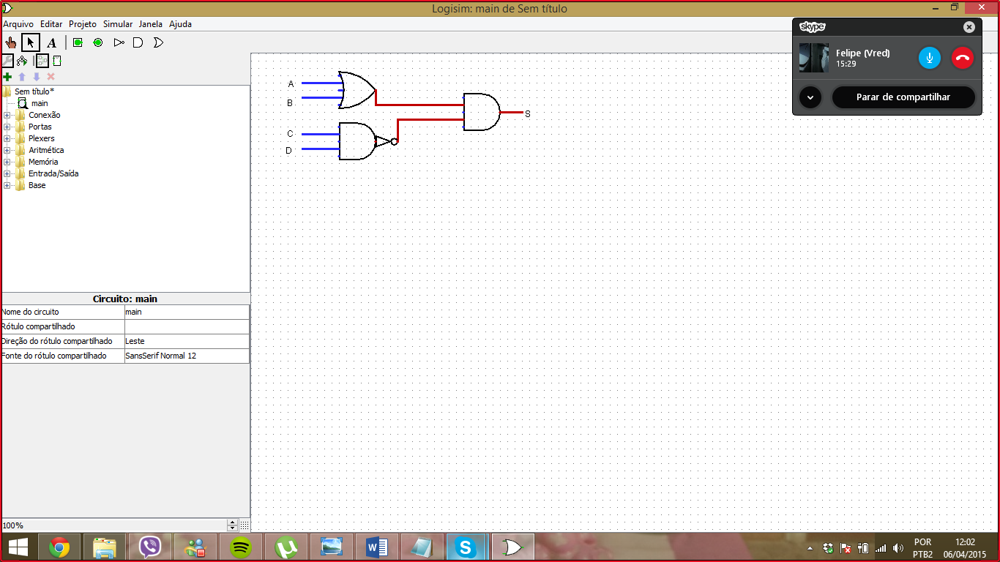 Logisim: main de Sem título
Arquivo Editar Projeto Simular Janela Ajuda
A
skype
Felipe (Vred)
15:29
Parar de compartilhar
Sem título*
main
Conexão
Portas
Plexers
Aritmética
Memória
Entrada/Saída
Base
A
B
C
D
S
Circuito: main
Nome do circuito main
Rótulo compartilhado
Direção do rótulo compartilhado Leste
Fonte do rótulo compartilhado SansSerif Normal 12
100%
POR
PTB2
12:02
06/04/2015